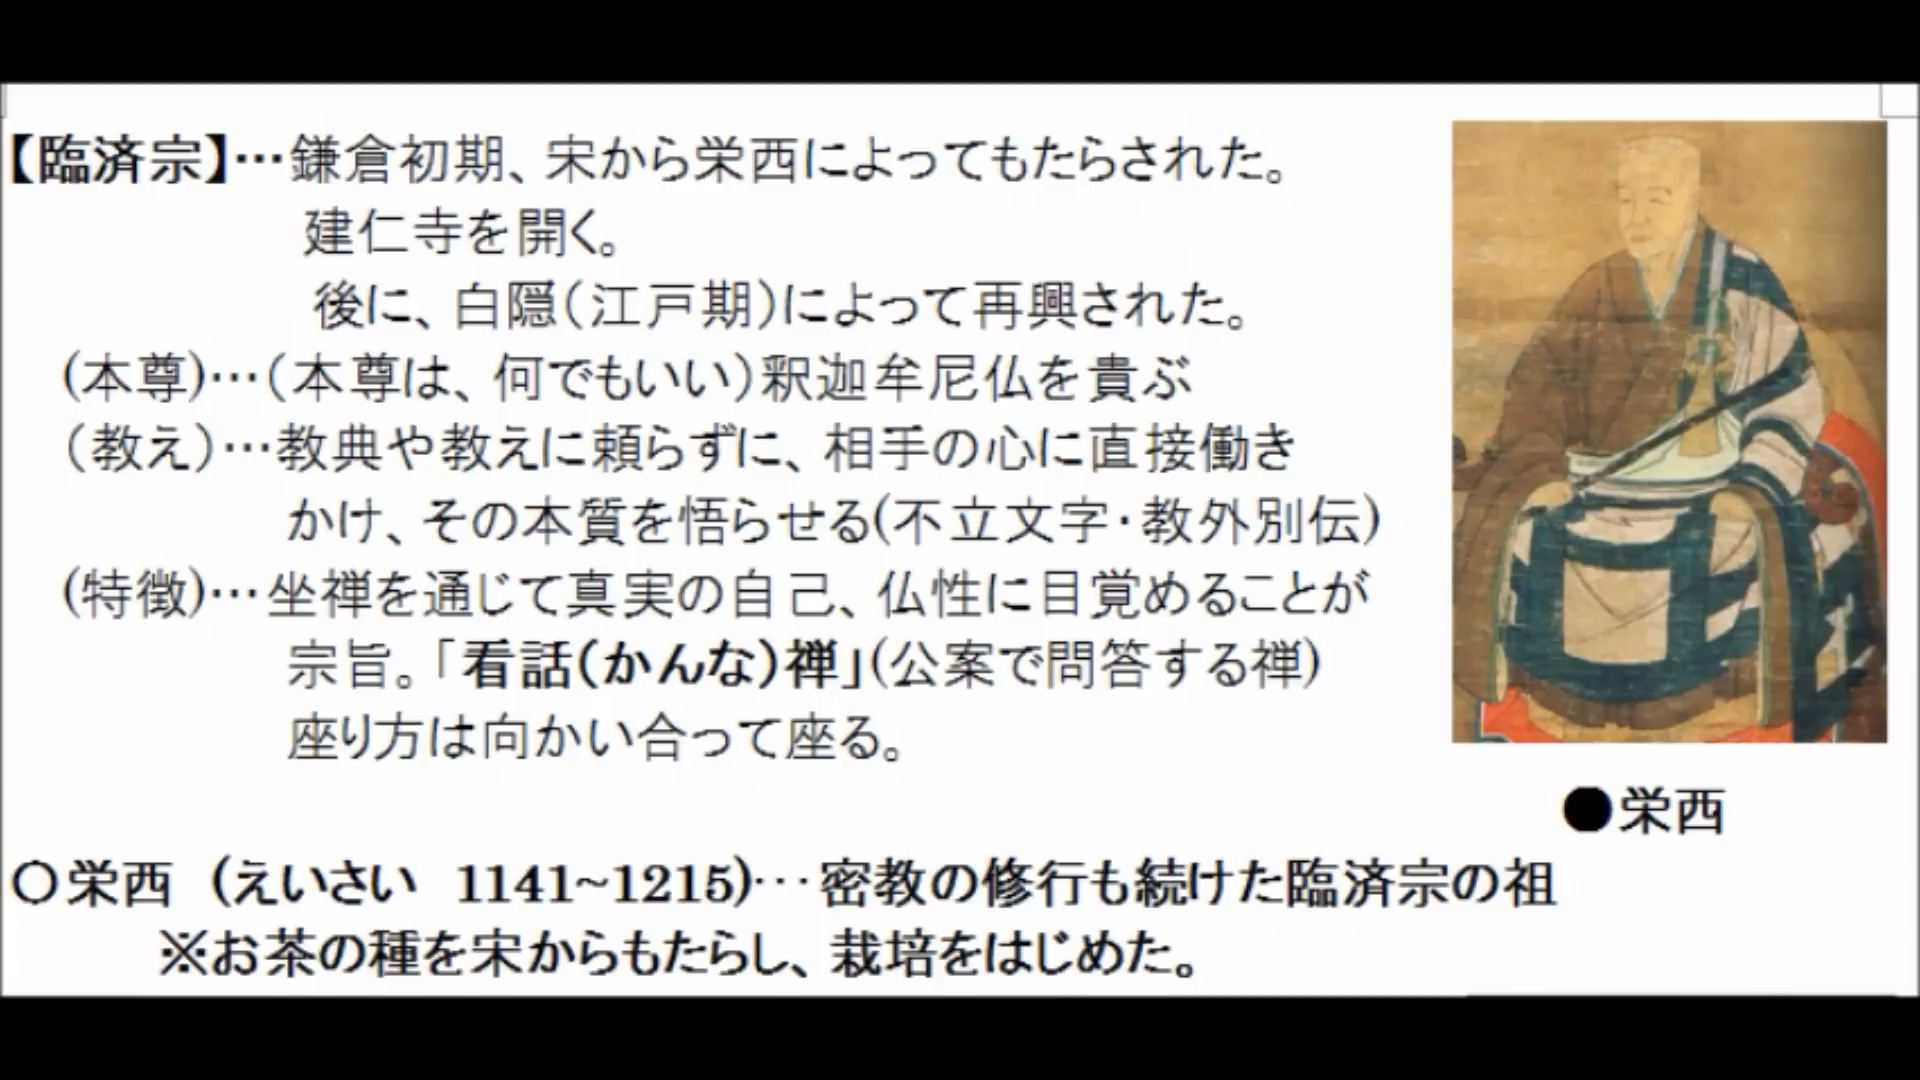 【臨済宗】…鎌倉初期、宋から栄西によってもたらされた。
建仁寺を開く。
後に、白隠(江戸期)によって再興された。
(本尊)…(本尊は、何でもいい)釈迦牟尼仏を貴ぶ
(教え)…教典や教えに頼らずに、相手の心に直接働き
かけ、その本質を悟らせる(不立文字・教外別伝)
(特徴)…坐禅を通じて真実の自己、仏性に目覚めることが
宗旨。「看話(かんな)禅」(公案で問答する禅)
座り方は向かい合って座る。
●栄西
〇栄西 (えいさい 1141~1215)…密教の修行も続けた臨済宗の祖
※お茶の種を宋からもたらし、栽培をはじめた。